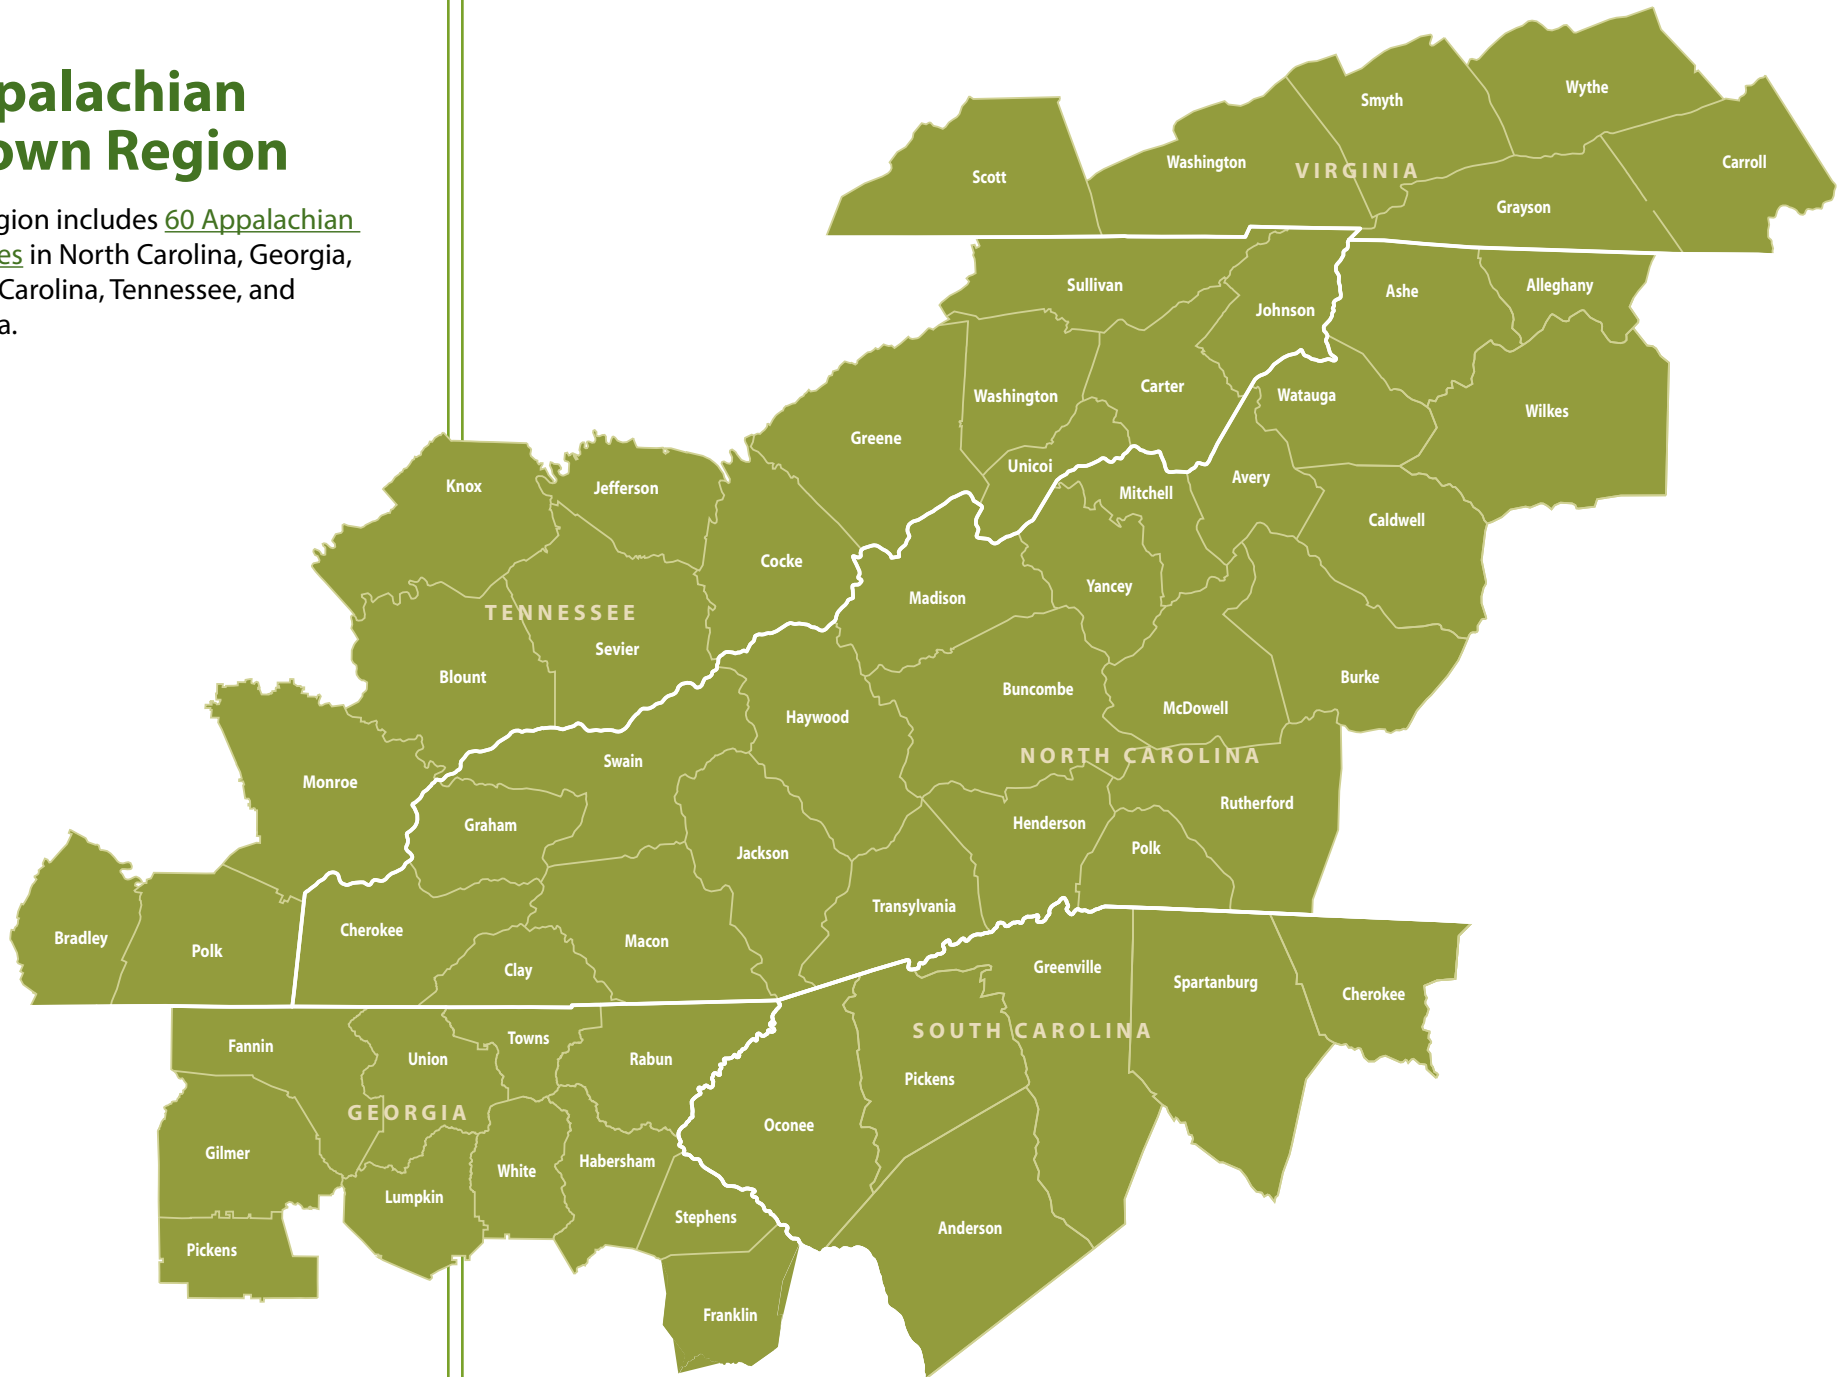 palachian
own Region
gion includes 60 Appalachian
es in North Carolina, Georgia,
Carolina, Tennessee, and
a.
Wythe
Smyth
Washington
VIRGINIA
Carroll
Scott
Grayson
Sullivan
Johnson
Ashe
Alleghany
Washington
Carter
Watauga
Wilkes
Greene
Unicoi
Knox
Jefferson
Mitchell
Avery
Caldwell
Cocke
Madison
Yancey
TENNESSEE
Sevier
Blount
Buncombe
Burke
Haywood
McDowell
NORTH CAROLINA
Swain
Monroe
Rutherford
Graham
Henderson
Jackson
Polk
Transylvania
Cherokee
Bradley
Polk
Macon
Clay
Greenville
Spartanburg
Cherokee
SOUTH CAROLINA
Fannin
Towns
Union
Rabun
Pickens
GEORGIA
Oconee
Gilmer
White
Habersham
Lumpkin
Stephens
Anderson
Pickens
Franklin